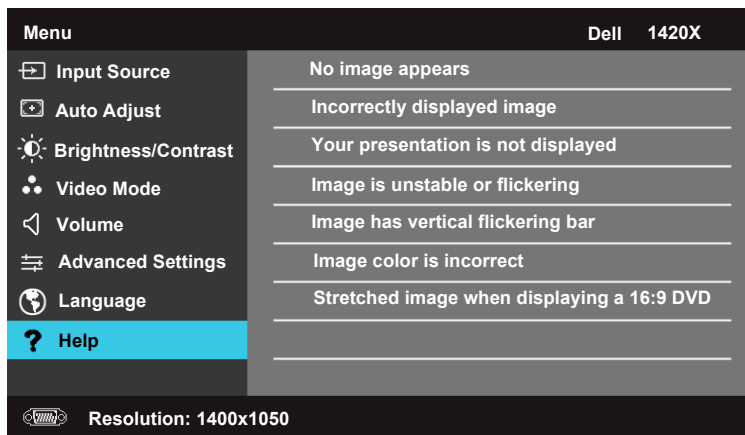 Menu
Dell 1420X
Input Source
Auto Adjust
Brightness/Contrast
Video Mode
Volume
Advanced Settings
Language
? Help
No image appears
Incorrectly displayed image
Your presentation is not displayed
Image is unstable or flickering
Image has vertical flickering bar
Image color is incorrect
Stretched image when displaying a 16:9 DVD
Resolution: 1400x1050